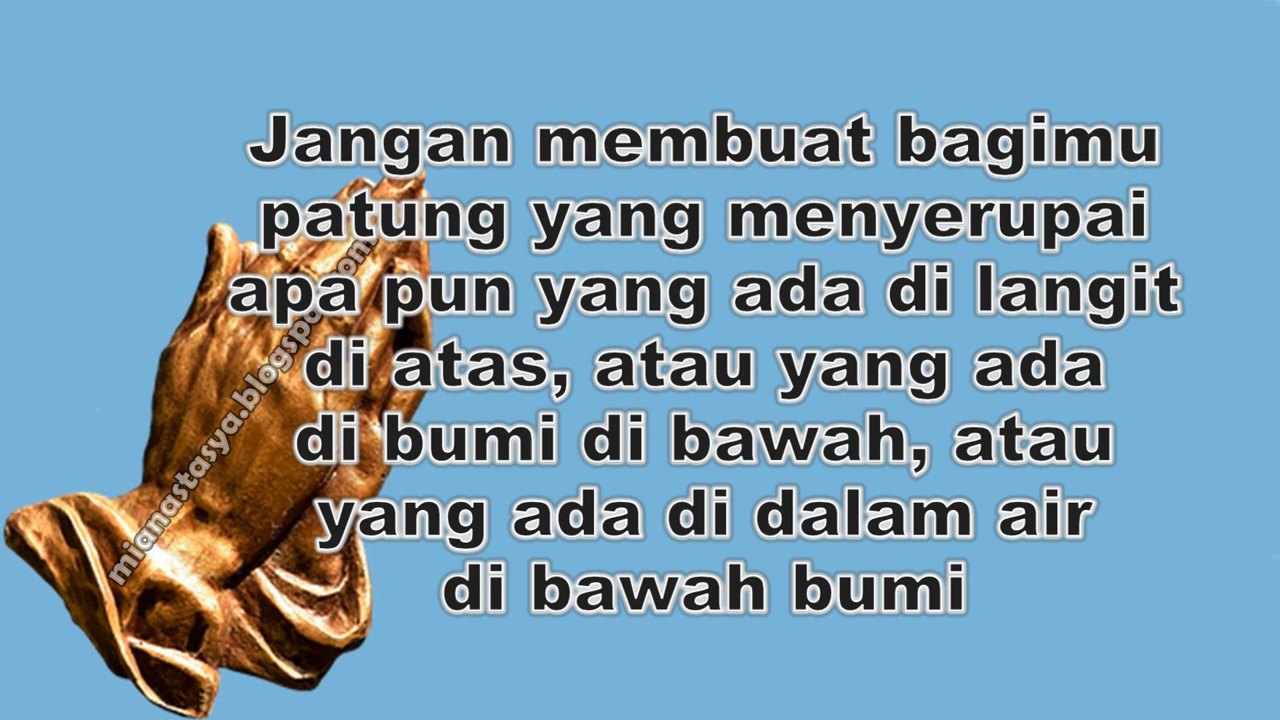 Jangan membuat bagimu
patung yang menyerupai
apa pun yang ada di langit
di atas, atau yang ada
di bumi di bawah, atau
yang ada di dalam air
di bawah bumi
mianastasya.blogspot.com